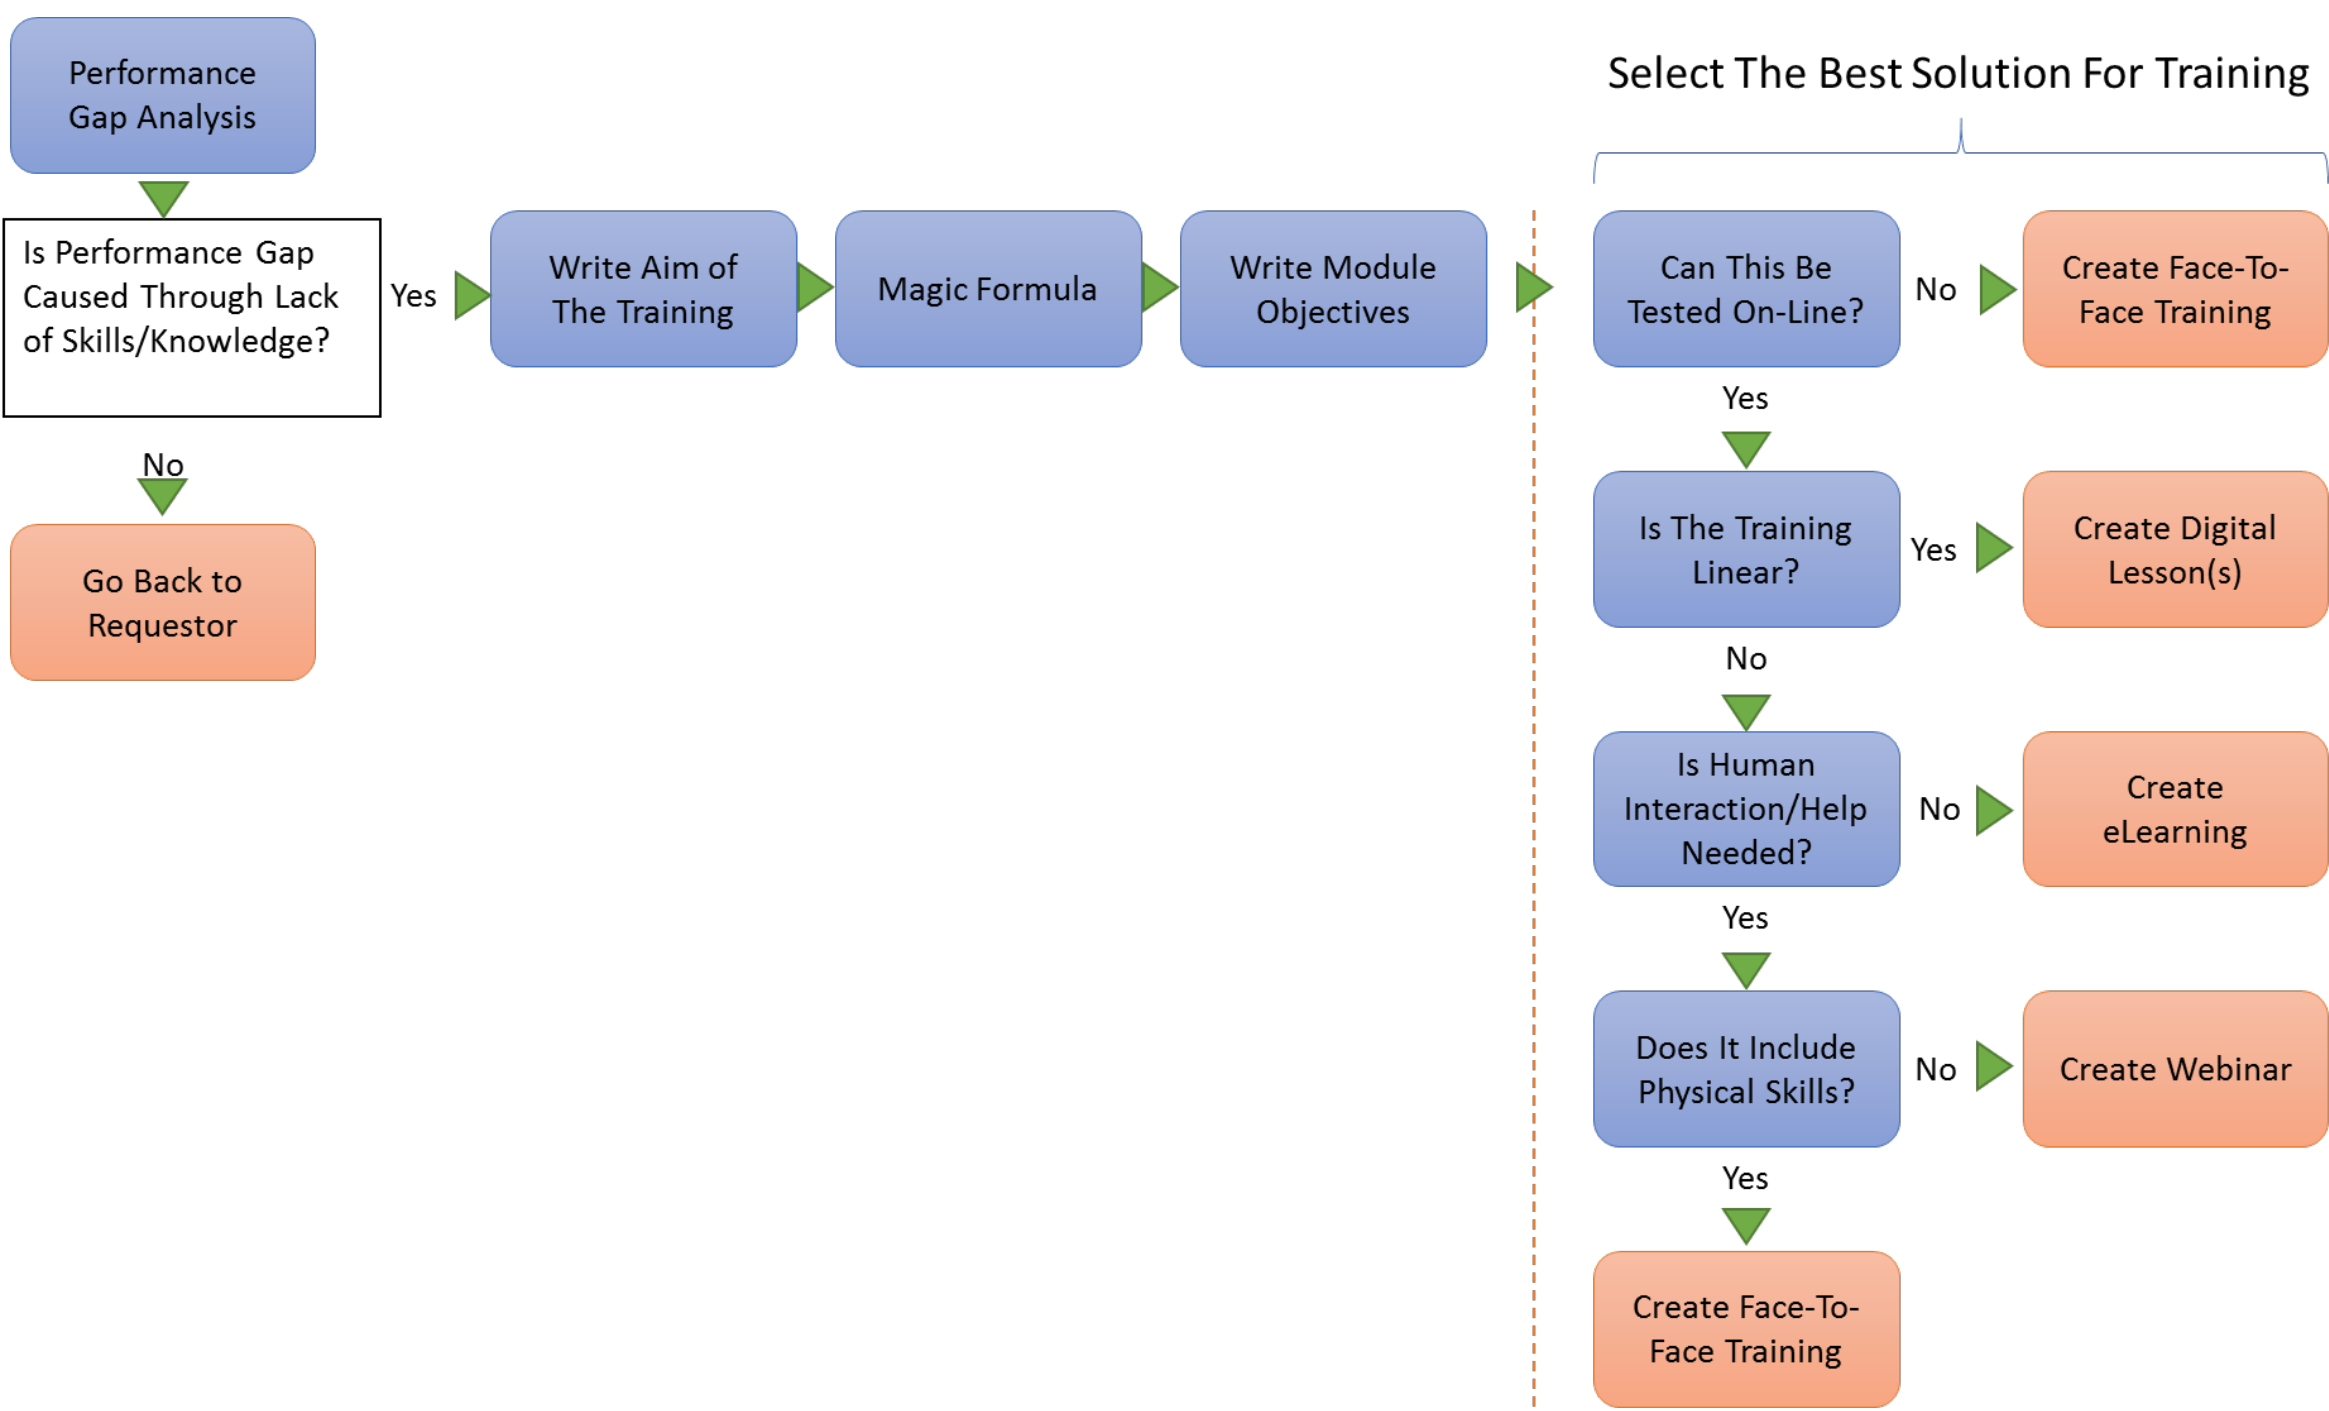 Performance
Gap Analysis
Select The Best Solution For Training
Is Performance Gap
Caused Through Lack
of Skills/Knowledge?
Yes
Write Aim of
The Training
Magic Formula
Write Module
Objectives
Can This Be
Tested On-Line?
No
Create Face-To-
Face Training
Yes
No
Go Back to
Requestor
Is The Training
Linear?
Yes
Create Digital
Lesson(s)
No
Is Human
Interaction/Help
Needed?
No
Create
eLearning
Yes
Does It Include
Physical Skills?
No
Create Webinar
Yes
Create Face-To-
Face Training